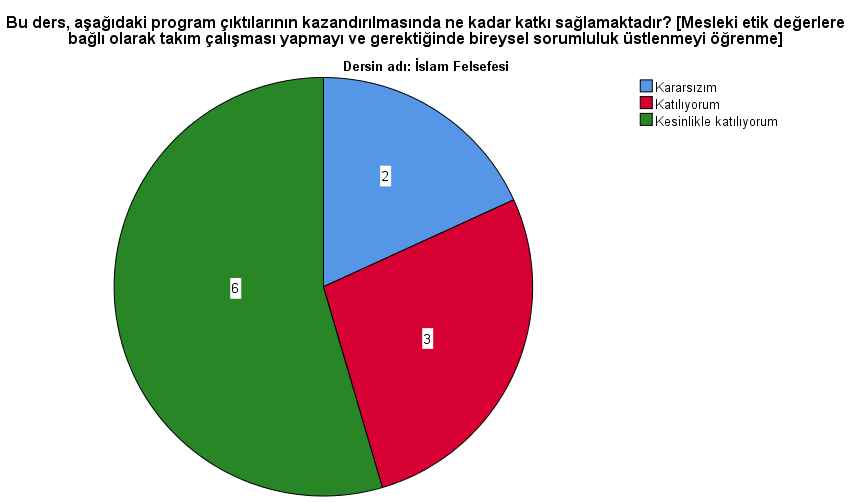 Bu ders, aşağıdaki program çıktılarının kazandırılmasında ne kadar katkı sağlamaktadır? [Mesleki etik değerlere
bağlı olarak takım çalışması yapmayı ve gerektiğinde bireysel sorumluluk üstlenmeyi öğrenme]
Dersin adı: İslam Felsefesi
Kararsızım
Katılıyorum
Kesinlikle katılıyorum
2
6
3